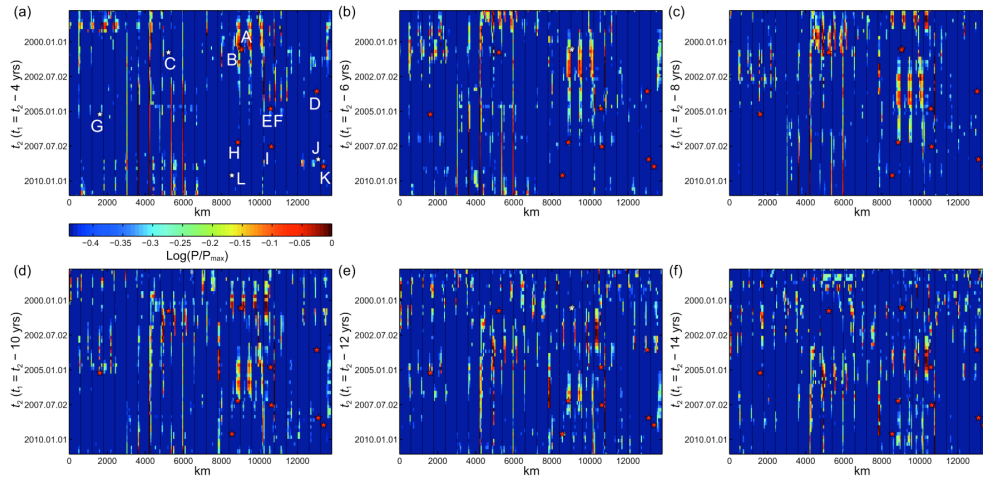 (a)
t₂ (t₁ = t₂ − 4 yrs)
2000.01.01
2002.07.02
2005.01.01
2007.07.02
2010.01.01
A
B
C
D
E F
G
H
I
J
K
L
0 2000 4000 6000 8000 10000 12000
km
(b)
t₂ (t₁ = t₂ − 6 yrs)
2000.01.01
2002.07.02
2005.01.01
2007.07.02
2010.01.01
0 2000 4000 6000 8000 10000 12000
km
(c)
t₂ (t₁ = t₂ − 8 yrs)
2000.01.01
2002.07.02
2005.01.01
2007.07.02
2010.01.01
0 2000 4000 6000 8000 10000 12000
km
−0.4 −0.35 −0.3 −0.25 −0.2 −0.15 −0.1 −0.05 0
Log(P/Pmax)
(d)
t₂ (t₁ = t₂ − 10 yrs)
2000.01.01
2002.07.02
2005.01.01
2007.07.02
2010.01.01
0 2000 4000 6000 8000 10000 12000
km
(e)
t₂ (t₁ = t₂ − 12 yrs)
2000.01.01
2002.07.02
2005.01.01
2007.07.02
2010.01.01
0 2000 4000 6000 8000 10000 12000
km
(f)
t₂ (t₁ = t₂ − 14 yrs)
2000.01.01
2002.07.02
2005.01.01
2007.07.02
2010.01.01
0 2000 4000 6000 8000 10000 12000
km